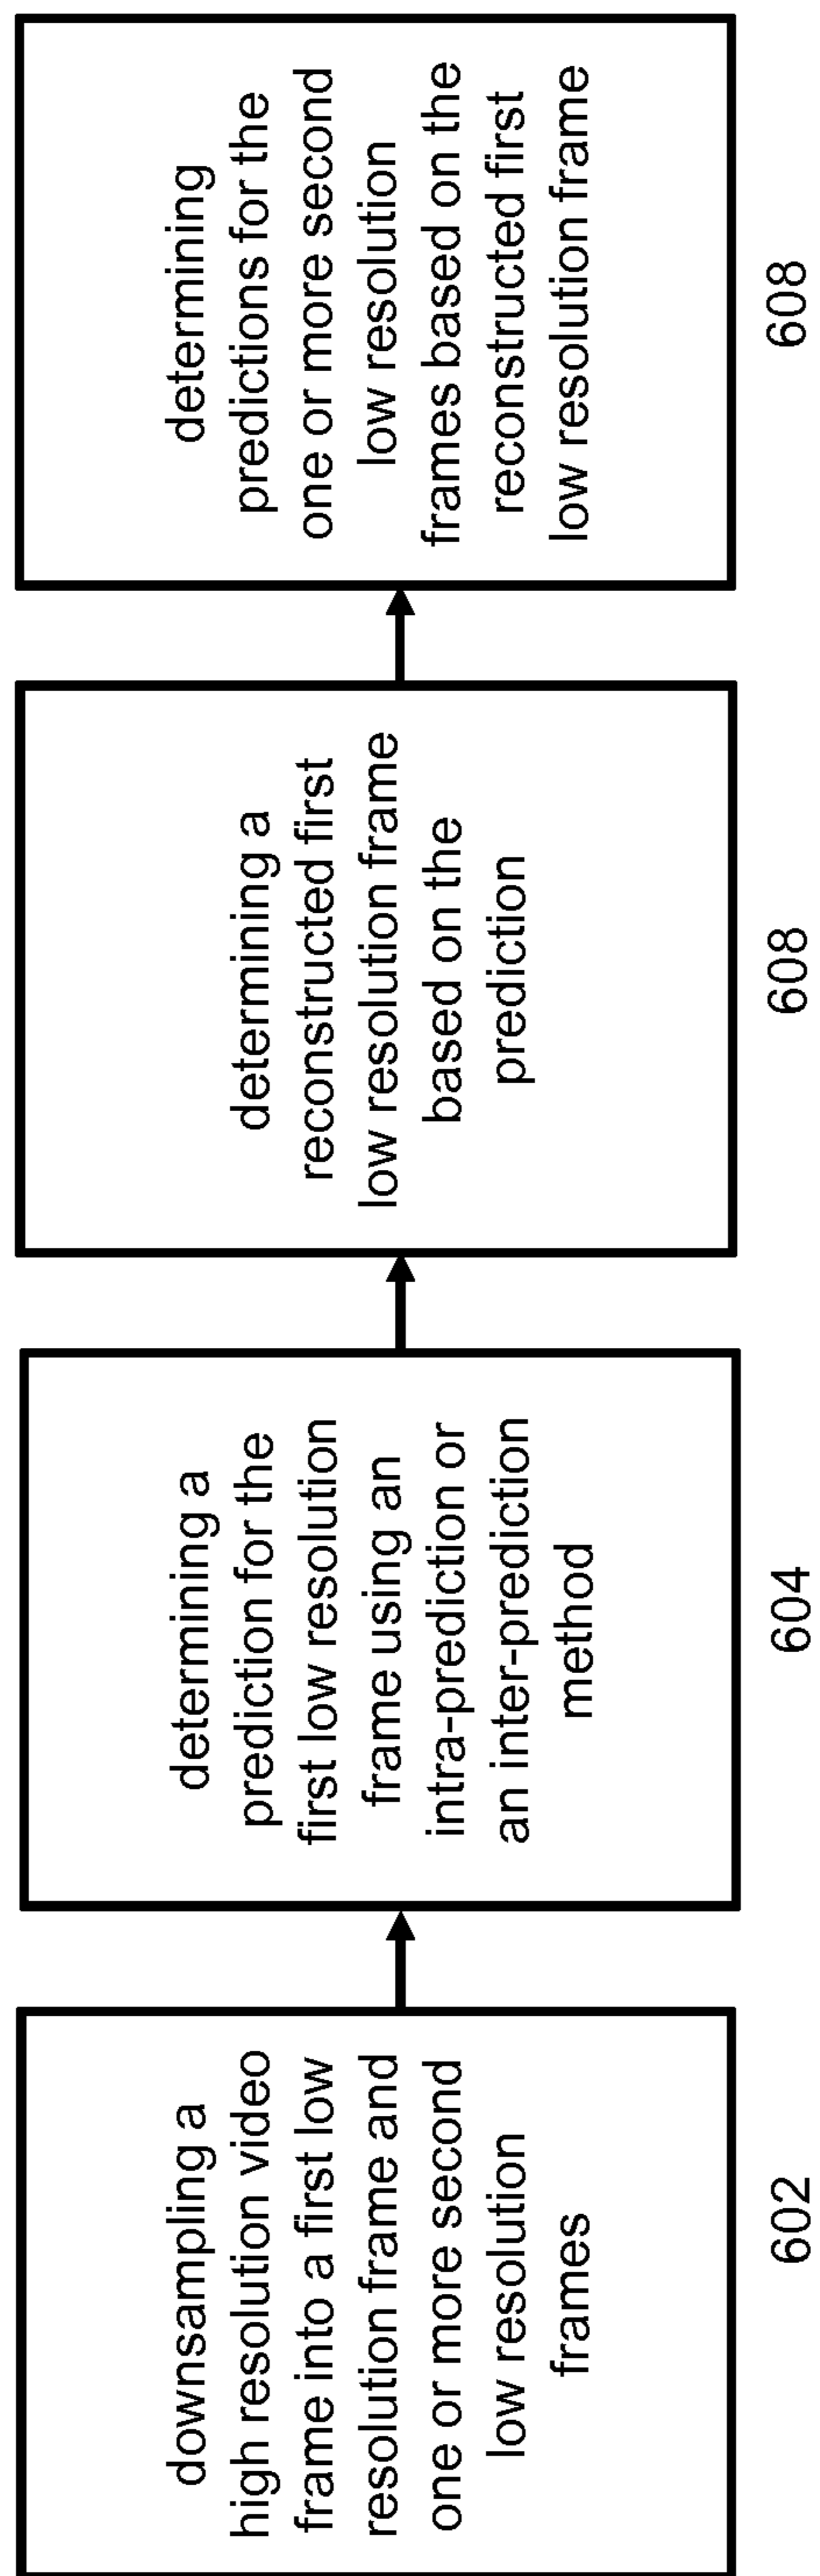 downsampling a
high resolution video
frame into a first low
resolution frame and
one or more second
low resolution
frames
602
determining a
prediction for the
first low resolution
frame using an
intra-prediction or
an inter-prediction
method
604
determining a
reconstructed first
low resolution frame
based on the
prediction
608
determining
predictions for the
one or more second
low resolution
frames based on the
reconstructed first
low resolution frame
608